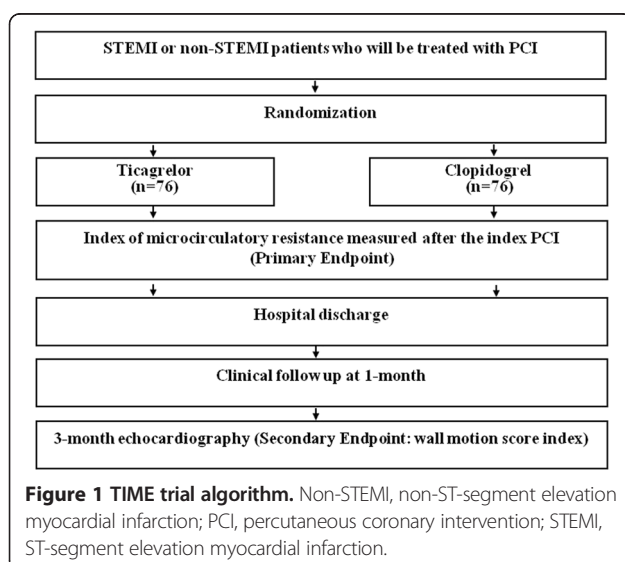 STEMI or non-STEMI patients who will be treated with PCI
Randomization
Ticagrelor
(n=76)
Clopidogrel
(n=76)
Index of microcirculatory resistance measured after the index PCI
(Primary Endpoint)
Hospital discharge
Clinical follow up at 1-month
3-month echocardiography (Secondary Endpoint: wall motion score index)
Figure 1 TIME trial algorithm. Non-STEMI, non-ST-segment elevation
myocardial infarction; PCI, percutaneous coronary intervention; STEMI,
ST-segment elevation myocardial infarction.